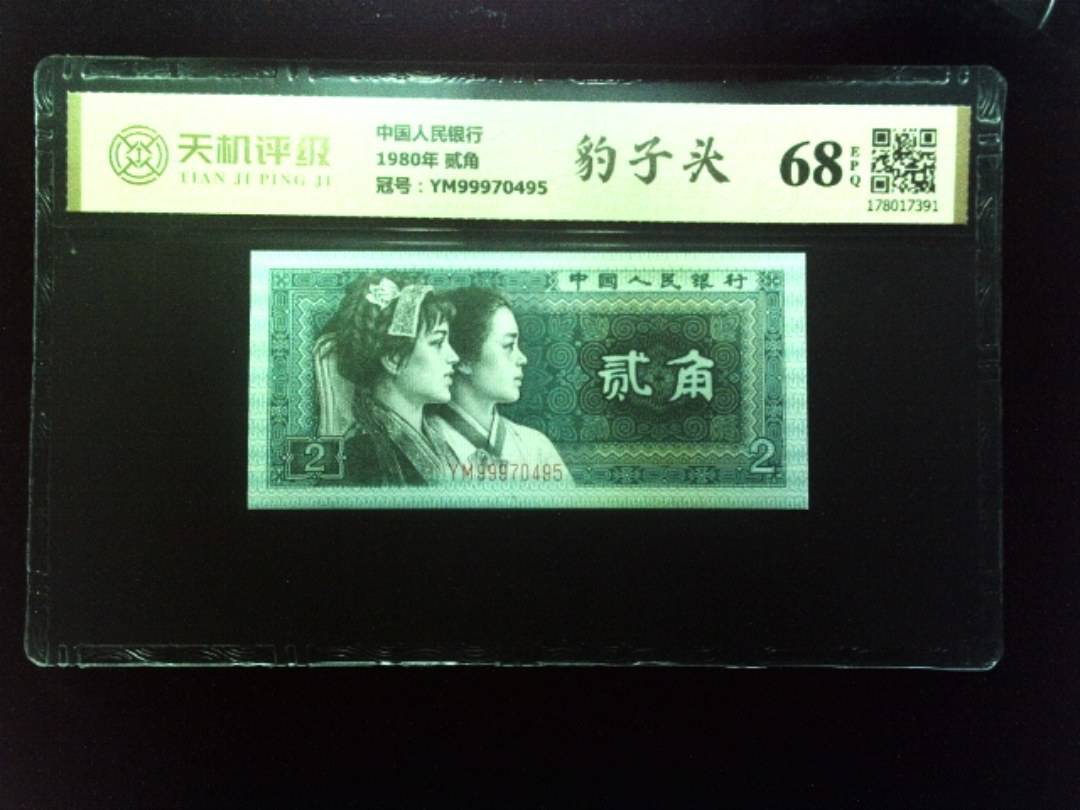 天机评级
TIAN JI PING JI
中国人民银行
1980年 贰角
冠号：YM99970495
豹子头
68
EPQ
178017391
中国人民银行
贰角
2
YM99970495
2